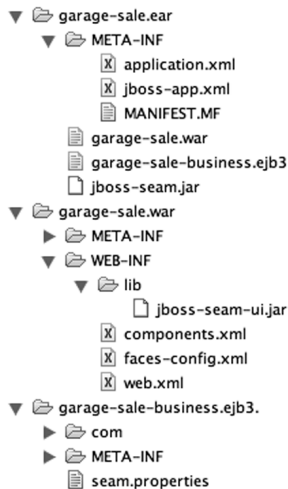 garage-sale.ear
META-INF
application.xml
jboss-app.xml
MANIFEST.MF
garage-sale.war
garage-sale-business.ejb3
jboss-seam.jar
garage-sale.war
META-INF
WEB-INF
lib
jboss-seam-ui.jar
components.xml
faces-config.xml
web.xml
garage-sale-business.ejb3.
com
META-INF
seam.properties